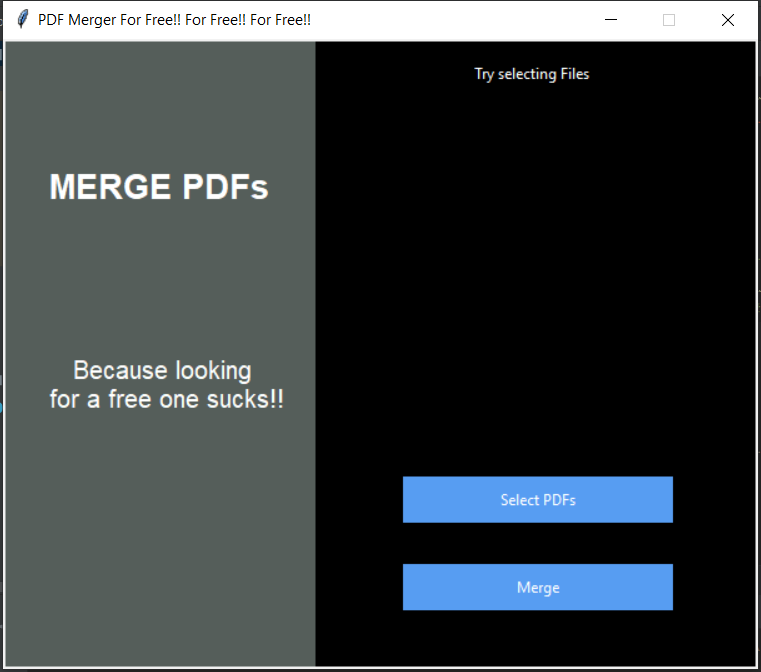 PDF Merger For Free!! For Free!! For Free!!
Try selecting Files
MERGE PDFs
Because looking
for a free one sucks!!
Select PDFs
Merge